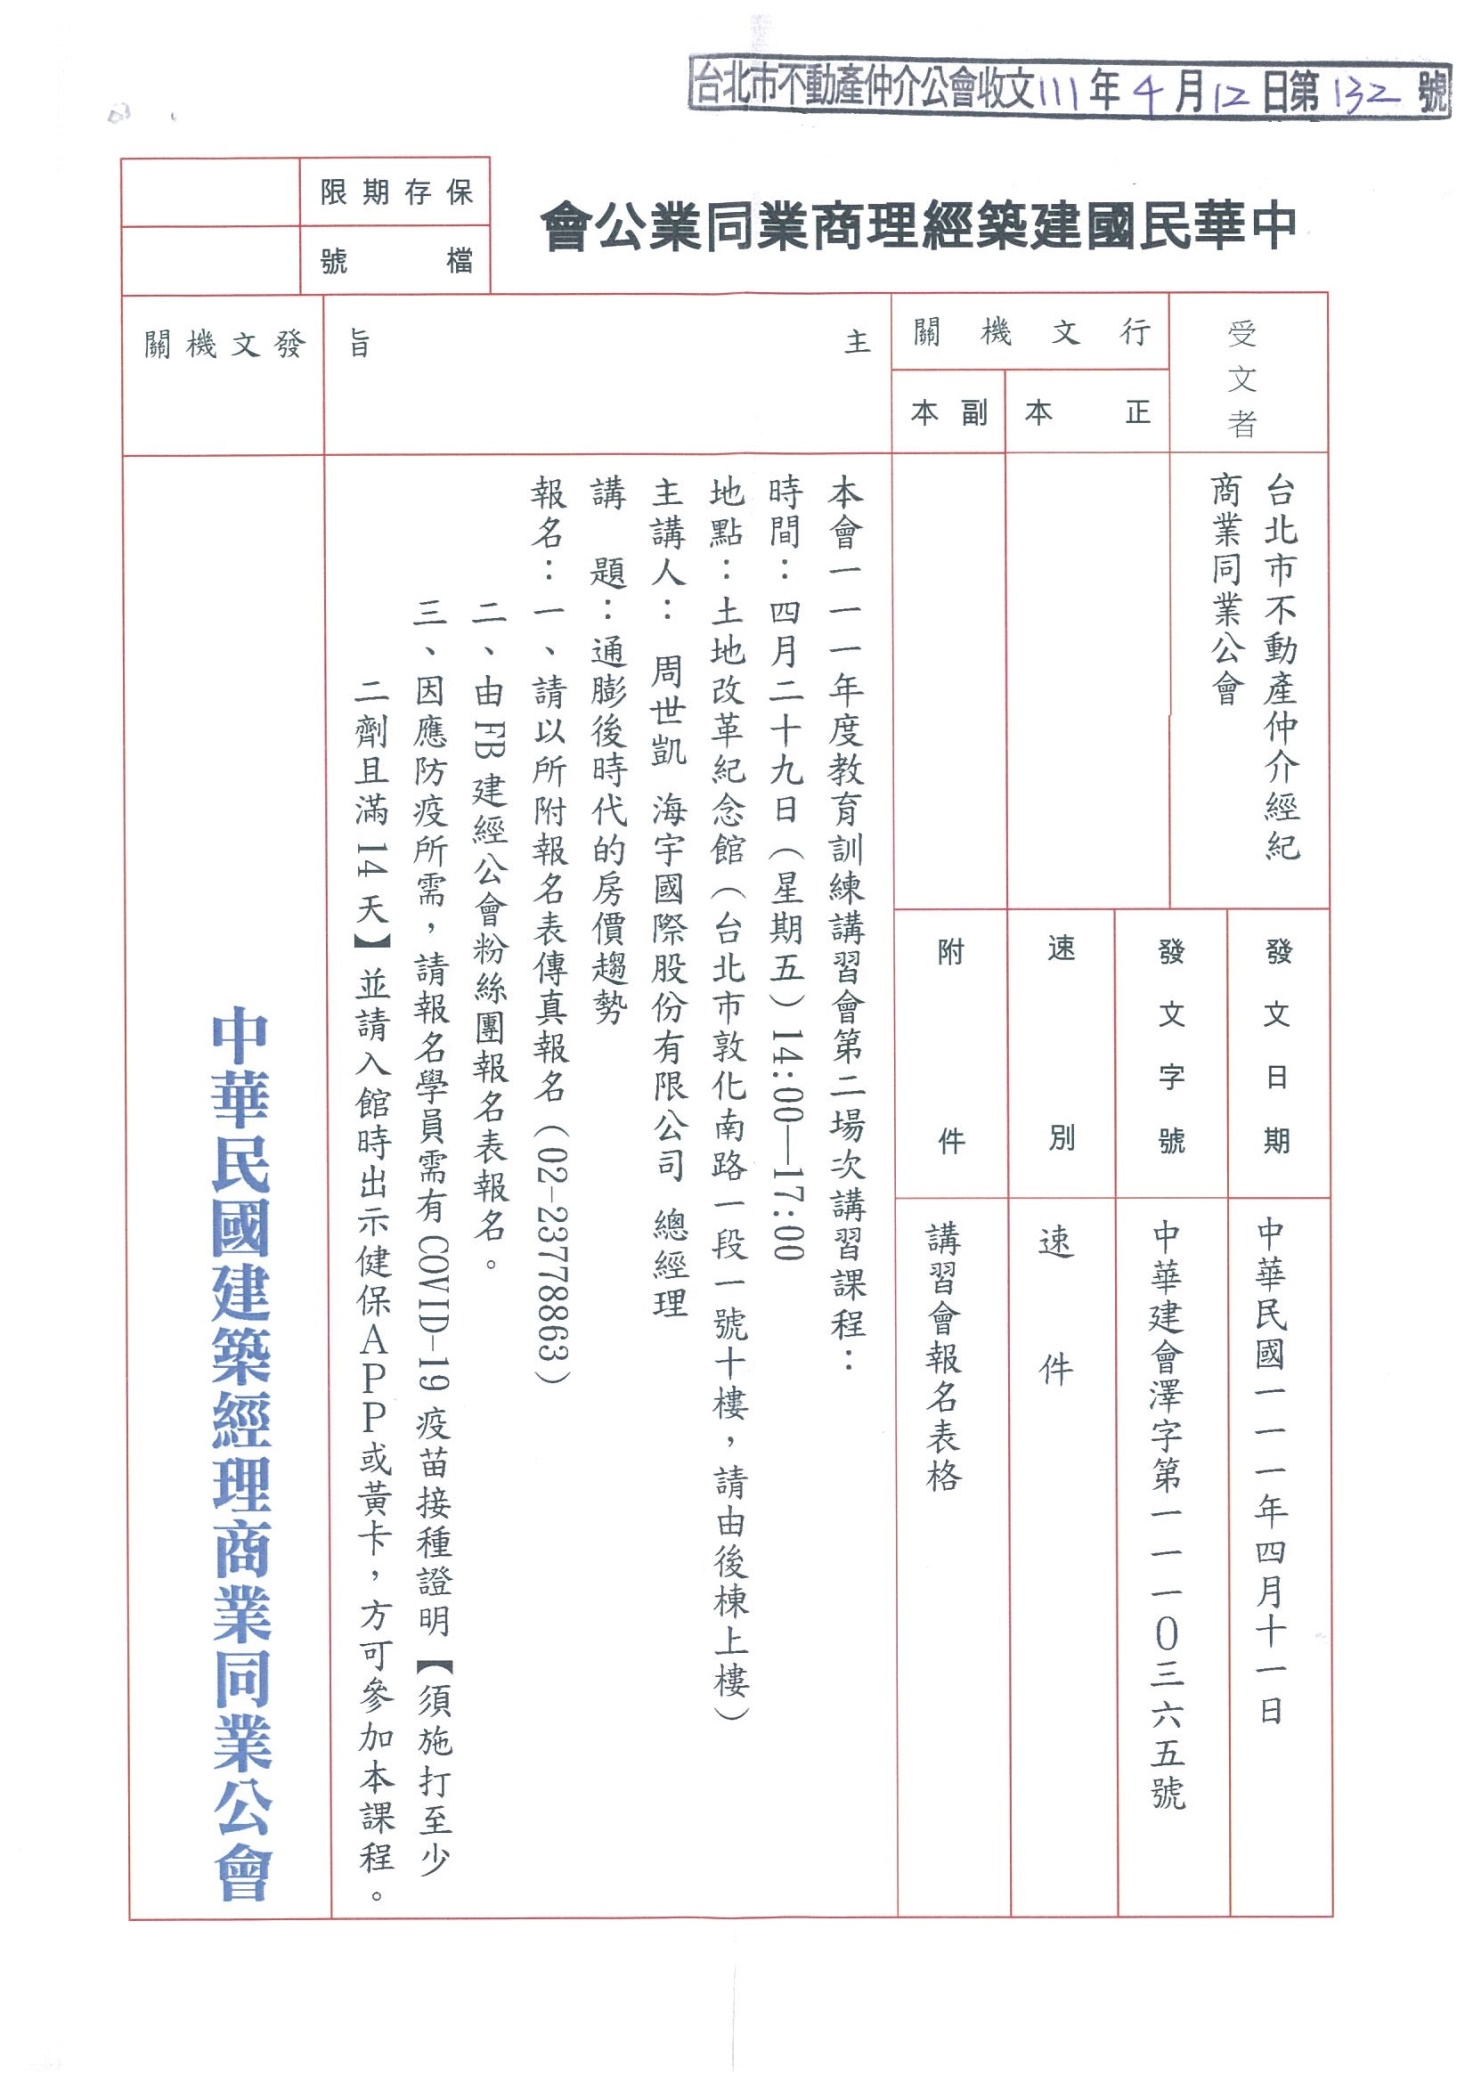 台北市不動產仲介公會收文111年4月12日第132號
中華民國建築經理商業同業公會
保存期限
檔號
受文者
台北市不動產仲介經紀
商業同業公會
行文機關
正本
副本
發文日期
中華民國一一一年四月十一日
發文字號
中華建會澤字第一一一0三六五號
速別
速件
附件
講習會報名表格
主旨
本會一一一年度教育訓練講習會第二場次講習課程：
時間：四月二十九日（星期五）14:00—17:00
地點：土地改革紀念館（台北市敦化南路一段一號十樓，請由後棟上樓）
主講人：周世凱 海宇國際股份有限公司 總經理
講 題：通膨後時代的房價趨勢
報名：一、請以所附報名表傳真報名（02-23778863）
二、由FB建經公會粉絲團報名表報名。
三、因應防疫所需，請報名學員需有COVID-19疫苗接種證明【須施打至少
二劑且滿14天】並請入館時出示健保APP或黃卡，方可參加本課程。
發文機關
中華民國建築經理商業同業公會